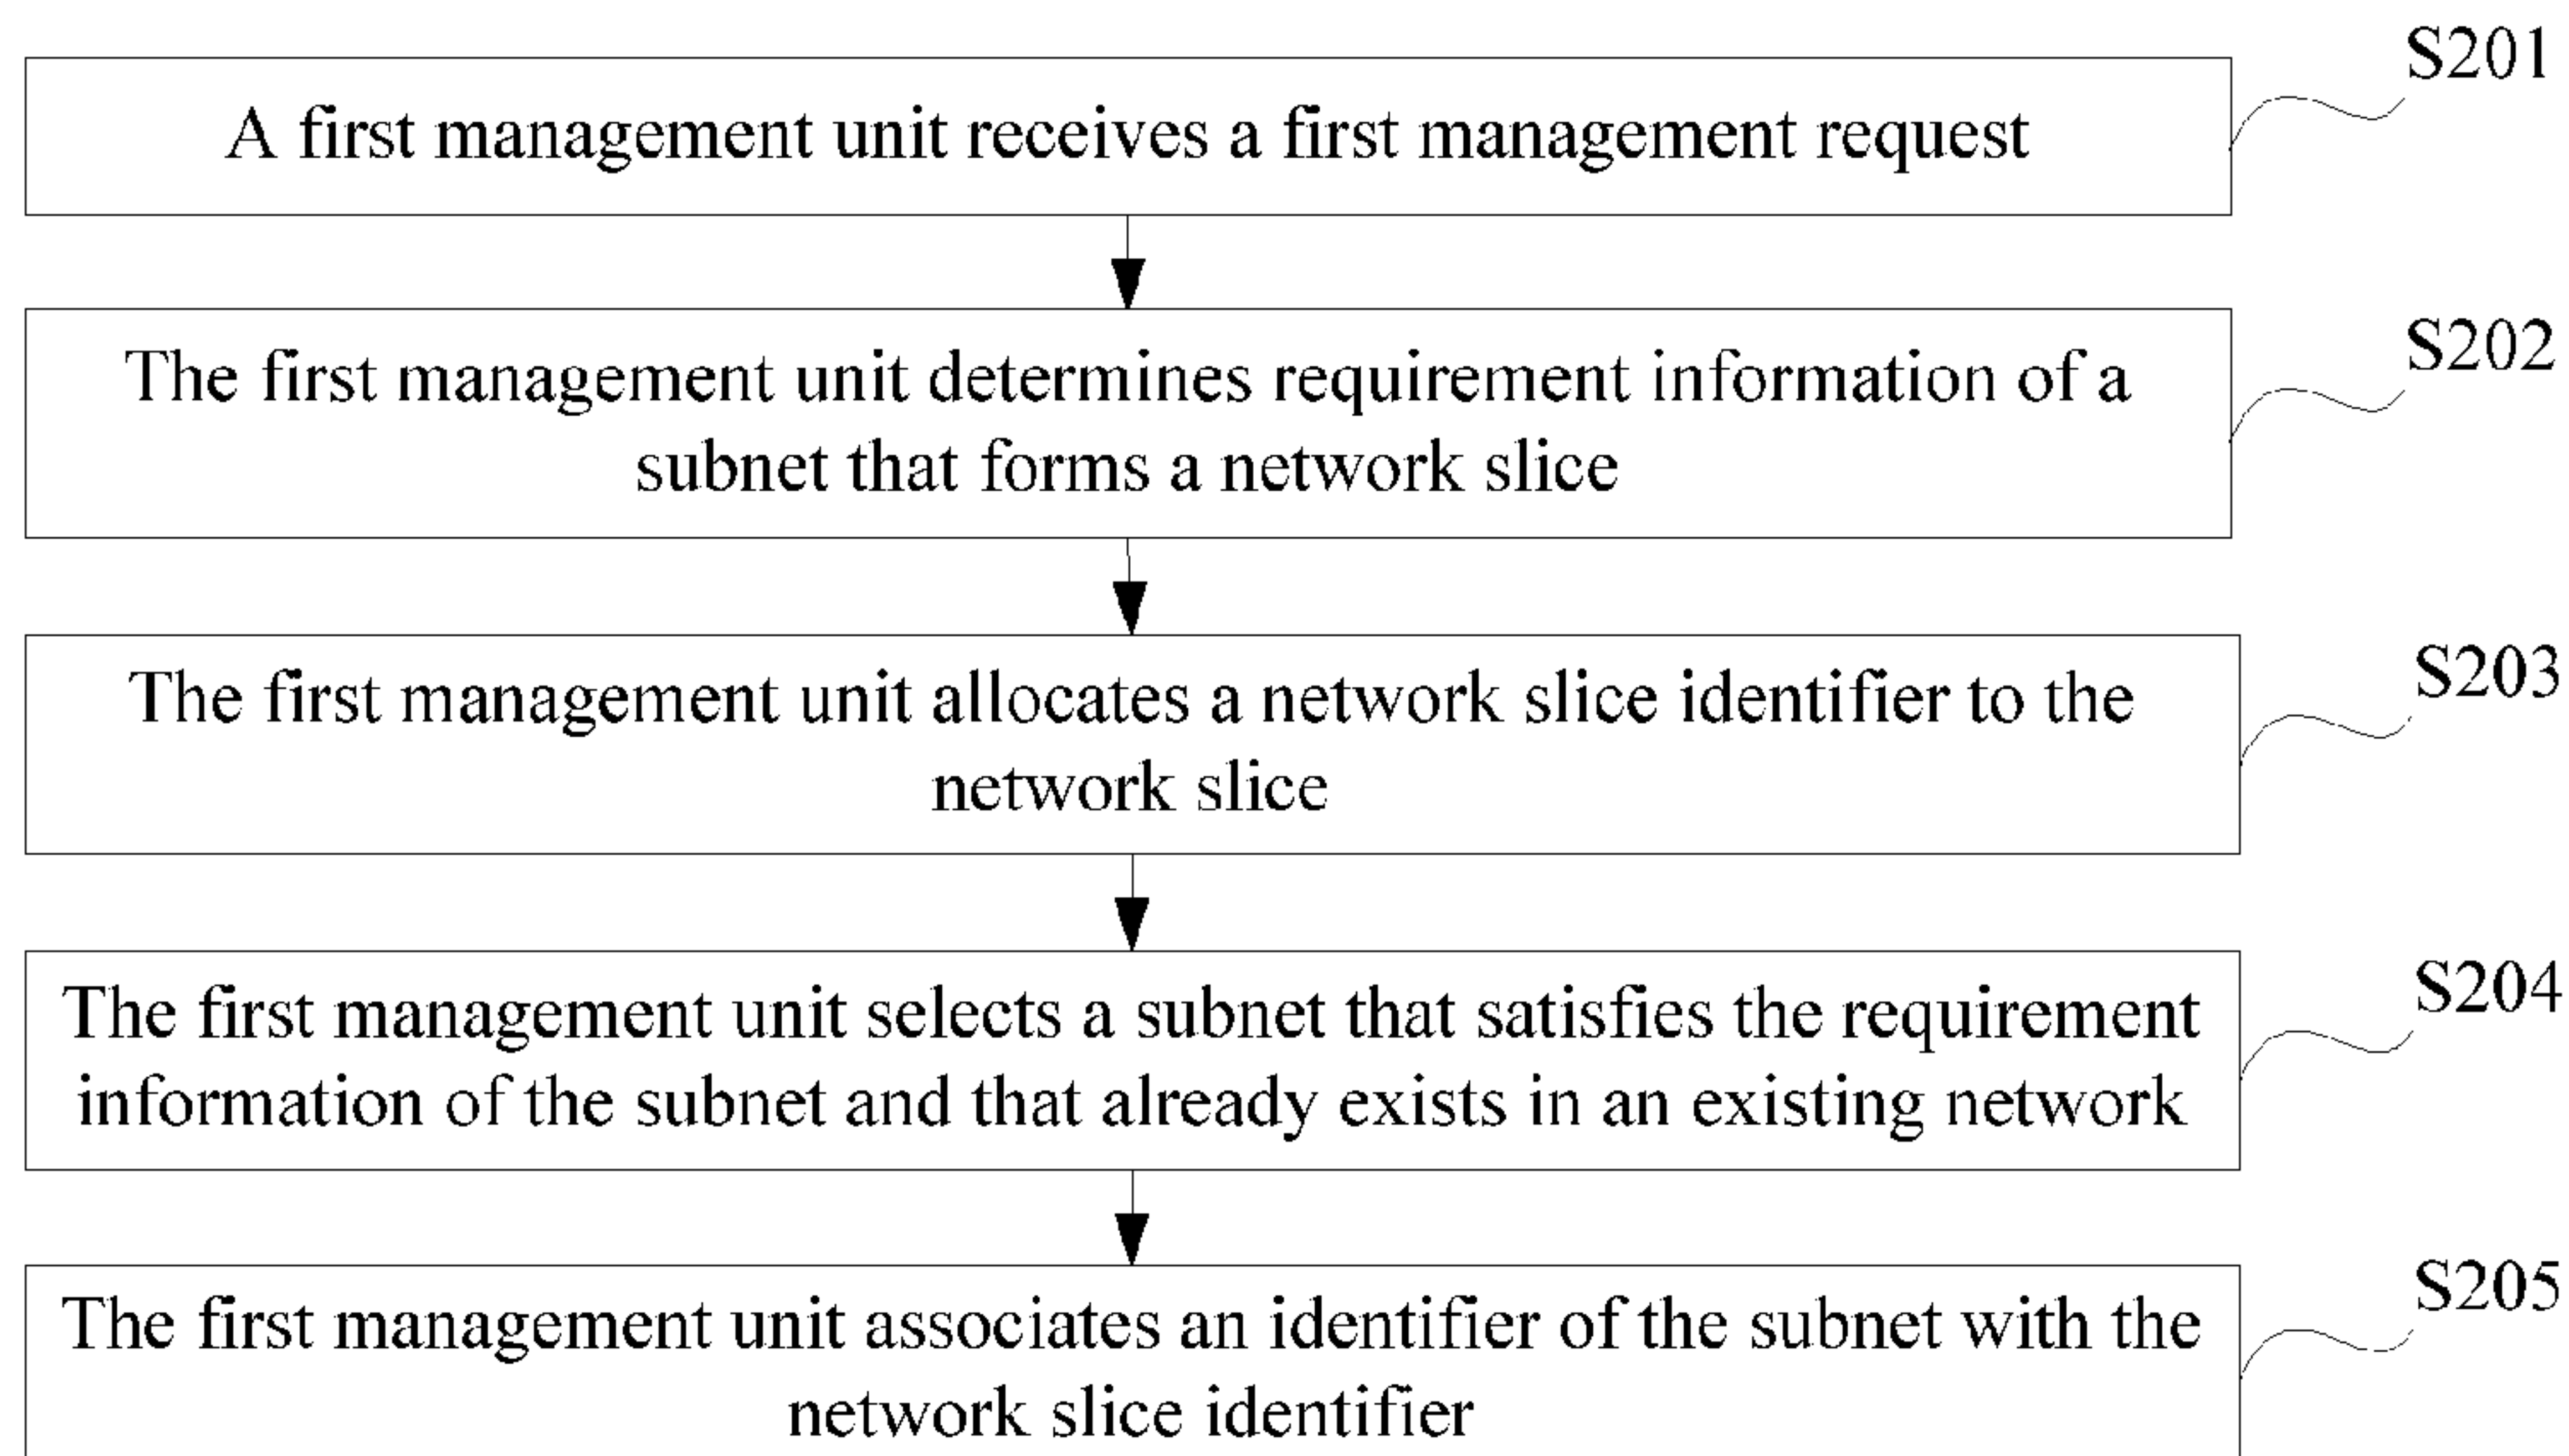 S201
A first management unit receives a first management request
S202
The first management unit determines requirement information of a
subnet that forms a network slice
S203
The first management unit allocates a network slice identifier to the
network slice
S204
The first management unit selects a subnet that satisfies the requirement
information of the subnet and that already exists in an existing network
S205
The first management unit associates an identifier of the subnet with the
network slice identifier